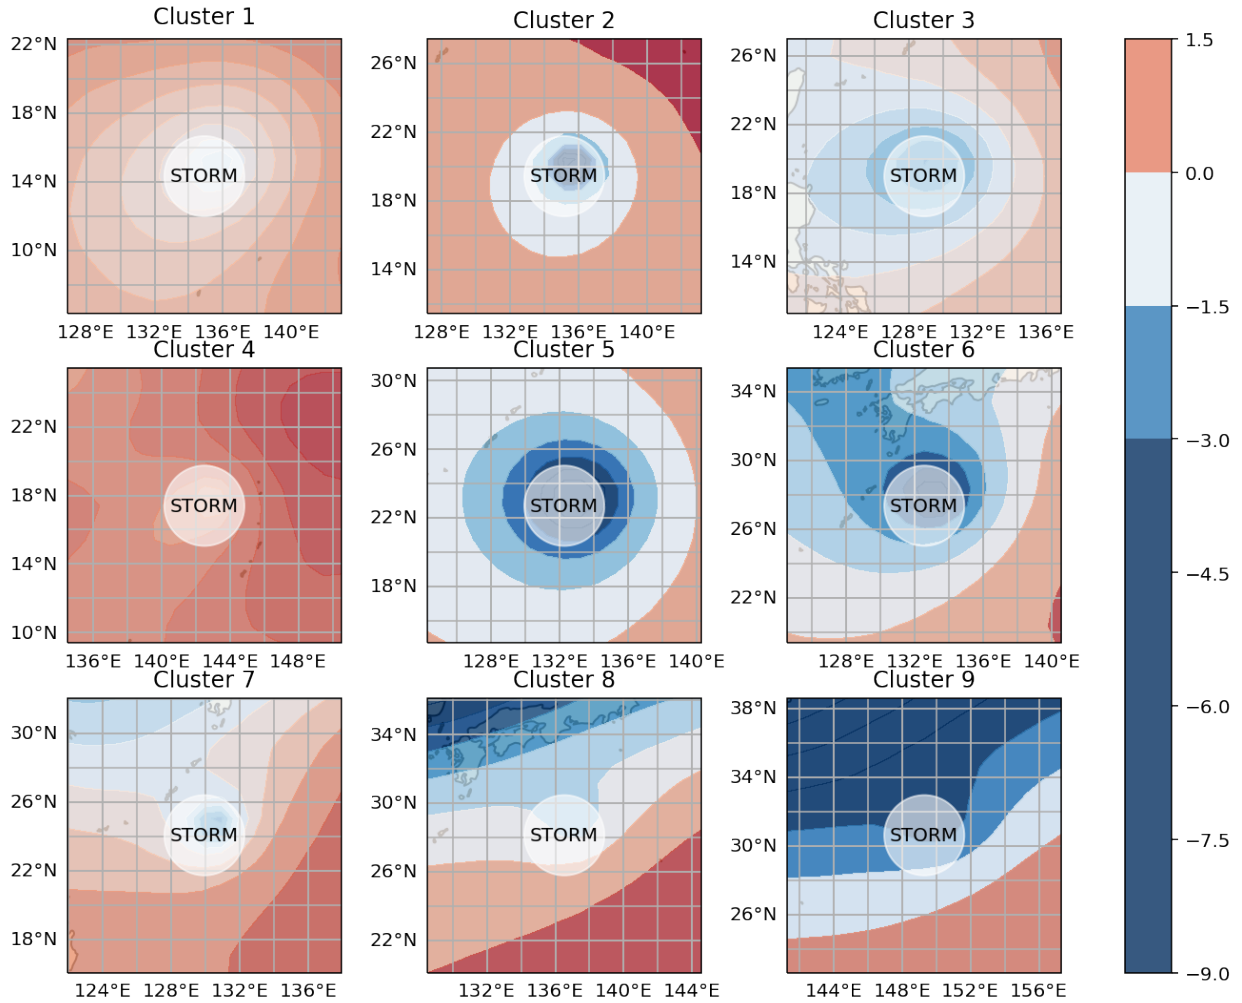 Cluster 1
Cluster 2
Cluster 3
22°N
18°N
14°N
10°N
STORM
128°E 132°E 136°E 140°E
26°N
22°N
18°N
14°N
STORM
128°E 132°E 136°E 140°E
26°N
22°N
18°N
14°N
STORM
124°E 128°E 132°E 136°E
1.5
0.0
−1.5
−3.0
−4.5
−6.0
−7.5
−9.0
Cluster 4
Cluster 5
Cluster 6
22°N
18°N
14°N
10°N
STORM
136°E 140°E 144°E 148°E
30°N
26°N
22°N
18°N
STORM
128°E 132°E 136°E 140°E
34°N
30°N
26°N
22°N
STORM
128°E 132°E 136°E 140°E
Cluster 7
Cluster 8
Cluster 9
30°N
26°N
22°N
18°N
STORM
124°E 128°E 132°E 136°E
34°N
30°N
26°N
22°N
STORM
132°E 136°E 140°E 144°E
38°N
34°N
30°N
26°N
STORM
144°E 148°E 152°E 156°E